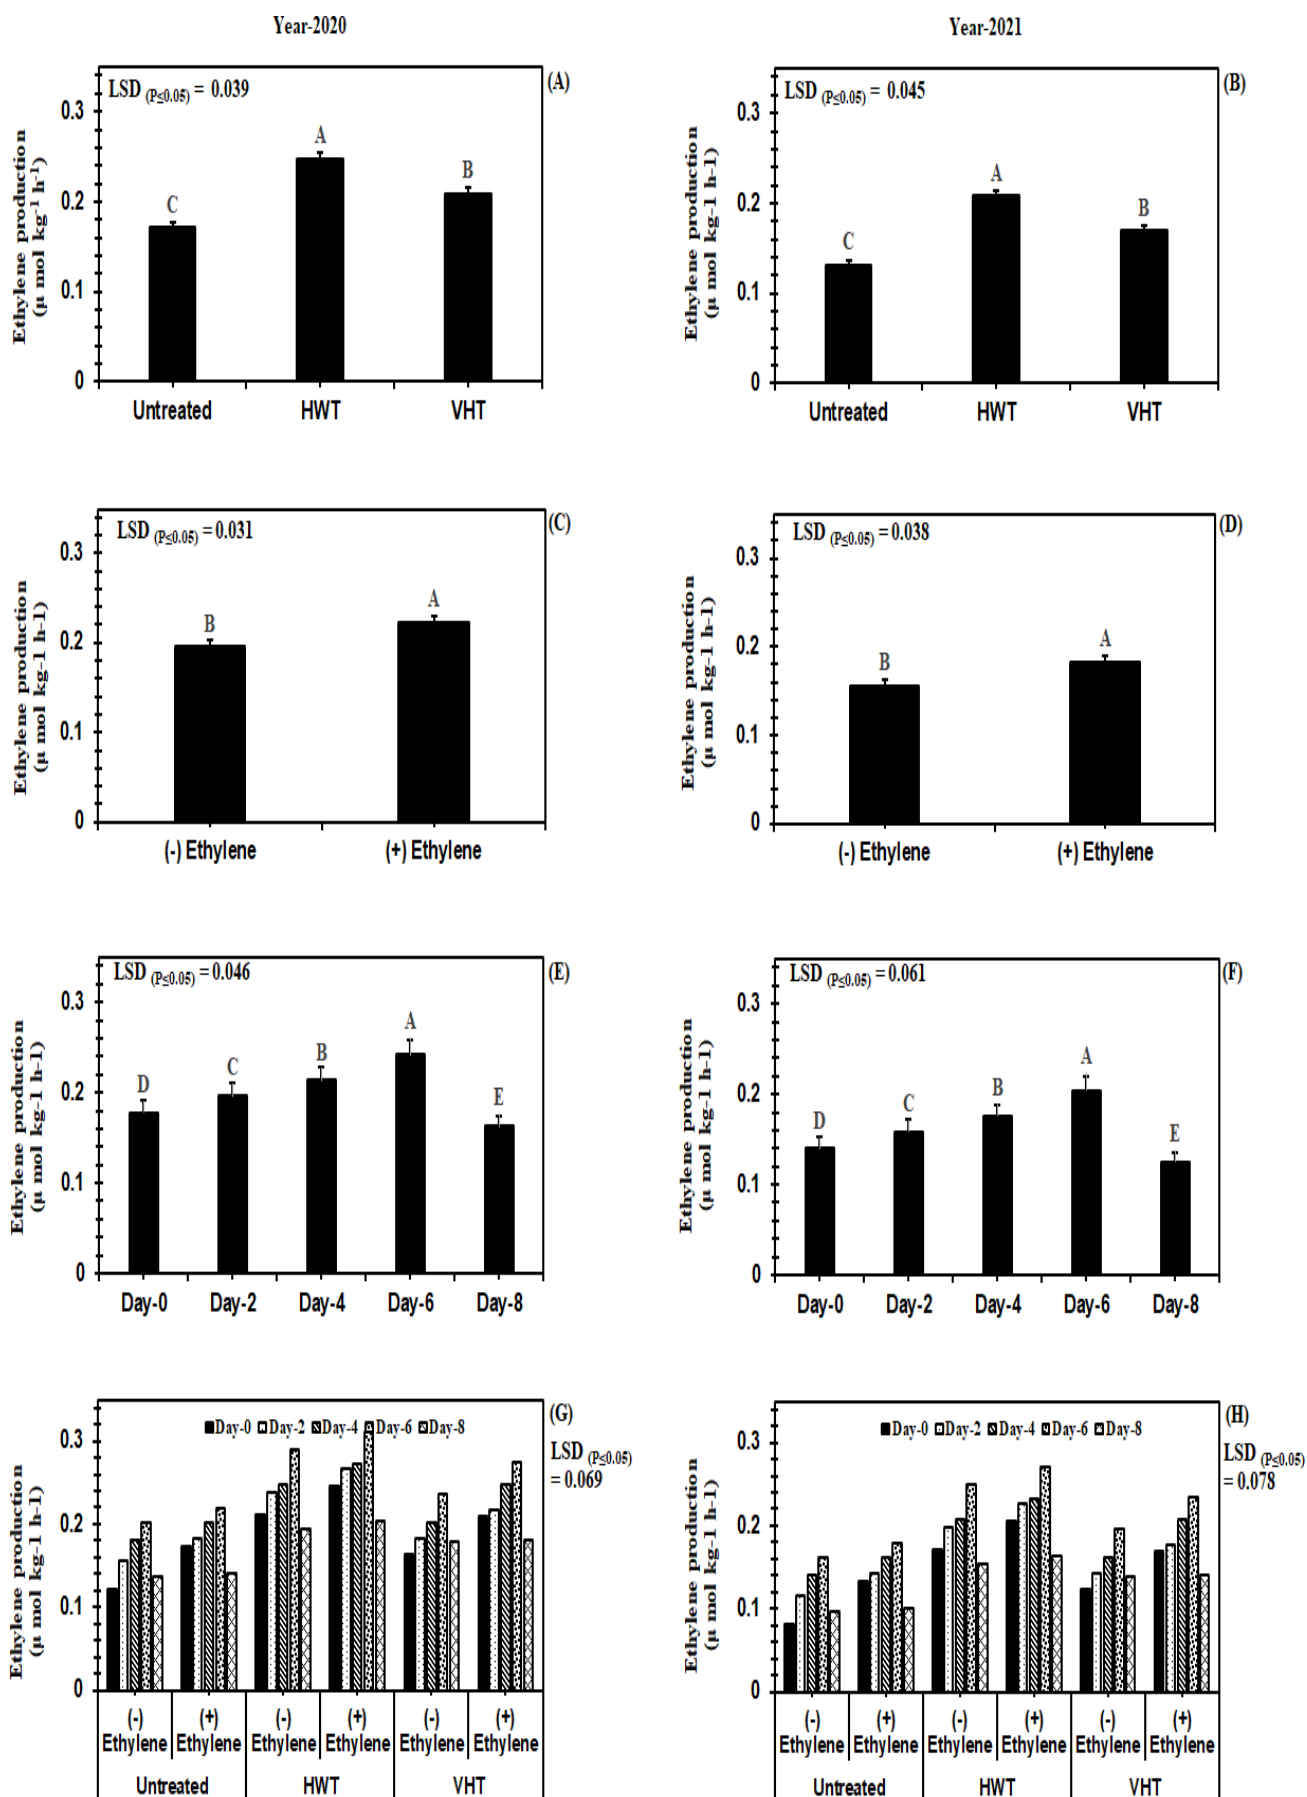 Year-2020
Year-2021
LSD (P≤0.05) = 0.039
(A)
Ethylene production
(µ mol kg-1 h-1)
0.3
0.2
0.1
0
C
A
B
Untreated
HWT
VHT
LSD (P≤0.05) = 0.045
(B)
Ethylene production
(µ mol kg-1 h-1)
0.3
0.2
0.1
0
C
A
B
Untreated
HWT
VHT
LSD (P≤0.05) = 0.031
(C)
Ethylene production
(µ mol kg-1 h-1)
0.3
0.2
0.1
0
B
A
(-) Ethylene
(+) Ethylene
LSD (P≤0.05) = 0.038
(D)
Ethylene production
(µ mol kg-1 h-1)
0.3
0.2
0.1
0
B
A
(-) Ethylene
(+) Ethylene
LSD (P≤0.05) = 0.046
(E)
Ethylene production
(µ mol kg-1 h-1)
0.3
0.2
0.1
0
D
C
B
A
E
Day-0
Day-2
Day-4
Day-6
Day-8
LSD (P≤0.05) = 0.061
(F)
Ethylene production
(µ mol kg-1 h-1)
0.3
0.2
0.1
0
D
C
B
A
E
Day-0
Day-2
Day-4
Day-6
Day-8
Day-0 Day-2 Day-4 Day-6 Day-8
(G)
LSD (P≤0.05)
= 0.069
Ethylene production
(µ mol kg-1 h-1)
0.3
0.2
0.1
0
(-) (+) (-) (+) (-) (+)
Ethylene Ethylene Ethylene Ethylene Ethylene Ethylene
Untreated HWT VHT
Day-0 Day-2 Day-4 Day-6 Day-8
(H)
LSD (P≤0.05)
= 0.078
Ethylene production
(µ mol kg-1 h-1)
0.3
0.2
0.1
0
(-) (+) (-) (+) (-) (+)
Ethylene Ethylene Ethylene Ethylene Ethylene Ethylene
Untreated HWT VHT